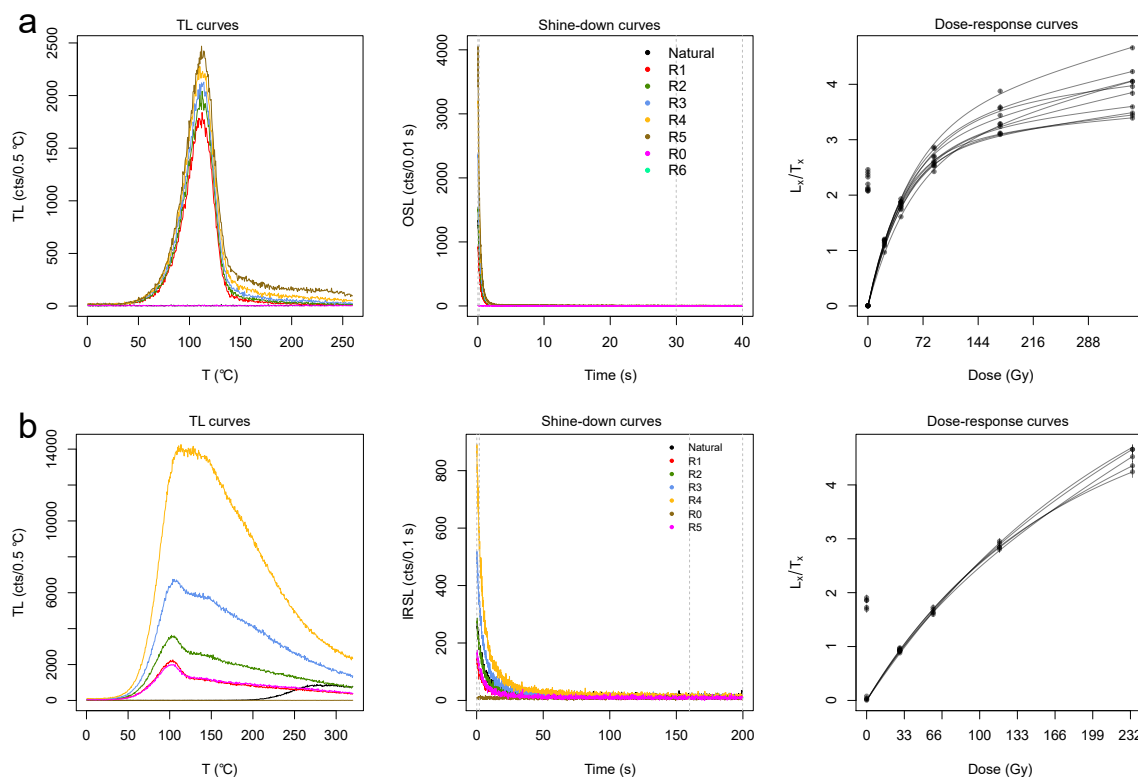 a
TL curves
TL (cts/0.5 °C)
0
500
1000
1500
2000
2500
0
50
100
150
200
250
T (°C)
Shine-down curves
OSL (cts/0.01 s)
0
1000
2000
3000
4000
Natural
R1
R2
R3
R4
R5
R0
R6
0
10
20
30
40
Time (s)
Dose-response curves
Lx/Tx
0
1
2
3
4
0
72
144
216
288
Dose (Gy)
b
TL curves
TL (cts/0.5 °C)
0
2000
6000
10000
14000
0
50
100
150
200
250
300
T (°C)
Shine-down curves
IRSL (cts/0.1 s)
0
200
400
600
800
Natural
R1
R2
R3
R4
R0
R5
0
50
100
150
200
Time (s)
Dose-response curves
Lx/Tx
0
1
2
3
4
0
33
66
99
133
166
199
232
Dose (Gy)